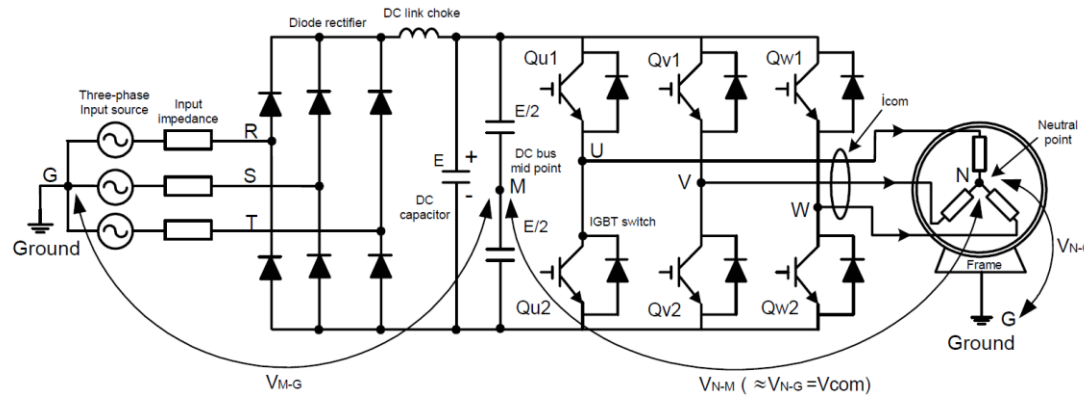 DC link choke
Diode rectifier
Three-phase
Input source
Input
impedance
R
G
S
T
Ground
E
+
-
DC
capacitor
E/2
DC bus
mid point
M
E/2
Qu1
Qv1
Qw1
U
V
W
IGBT switch
Qu2
Qv2
Qw2
icom
Neutral
point
N
Frame
VN-G
G
Ground
VM-G
VN-M ( ≈VN-G =Vcom)